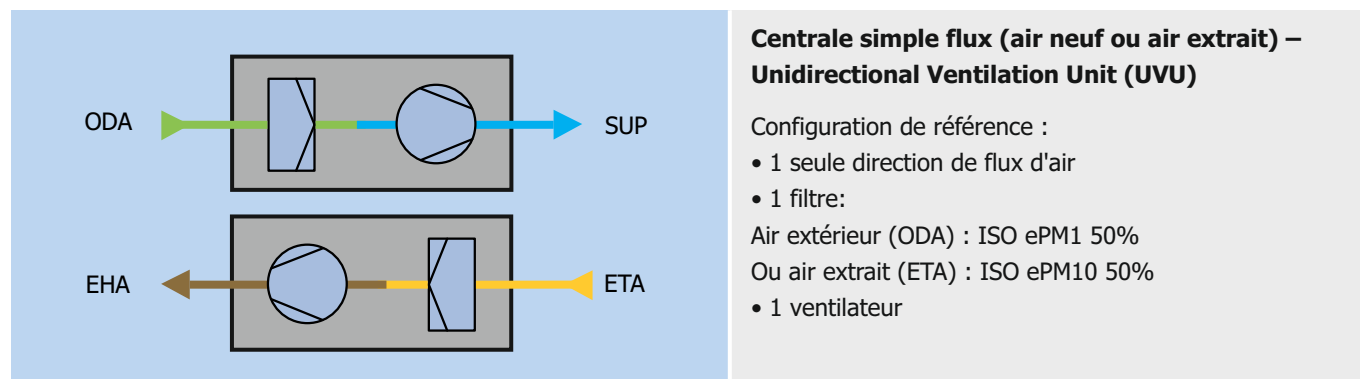 ODA
SUP
EHA
ETA
Centrale simple flux (air neuf ou air extrait) –
Unidirectional Ventilation Unit (UVU)
Configuration de référence :
• 1 seule direction de flux d'air
• 1 filtre:
Air extérieur (ODA) : ISO ePM1 50%
Ou air extrait (ETA) : ISO ePM10 50%
• 1 ventilateur